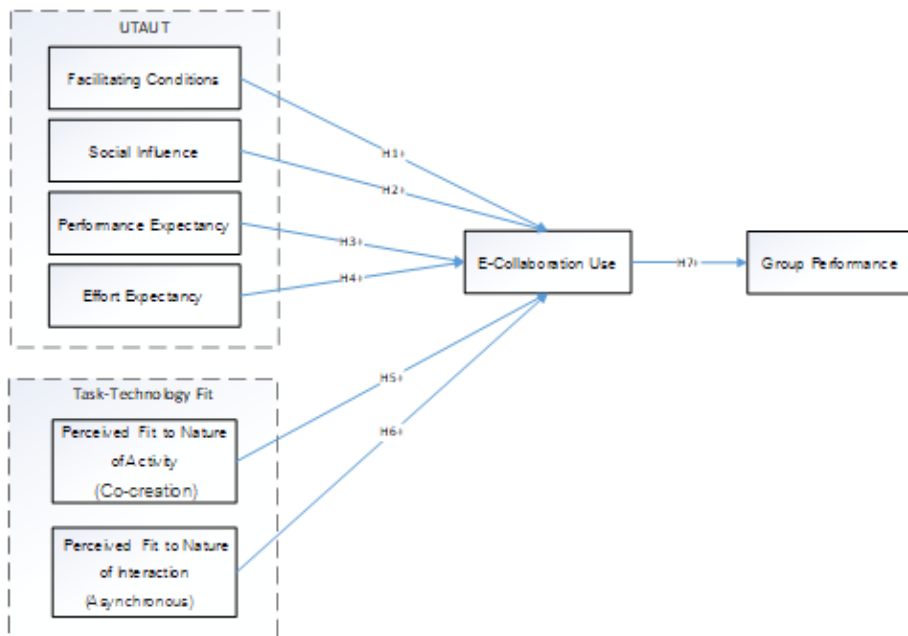 UTAUT
Facilitating Conditions
Social Influence
Performance Expectancy
Effort Expectancy
H1+
H2+
H3+
H4+
E-Collaboration Use
H7+
Group Performance
Task-Technology Fit
Perceived Fit to Nature
of Activity
(Co-creation)
Perceived Fit to Nature
of Interaction
(Asynchronous)
H5+
H6+